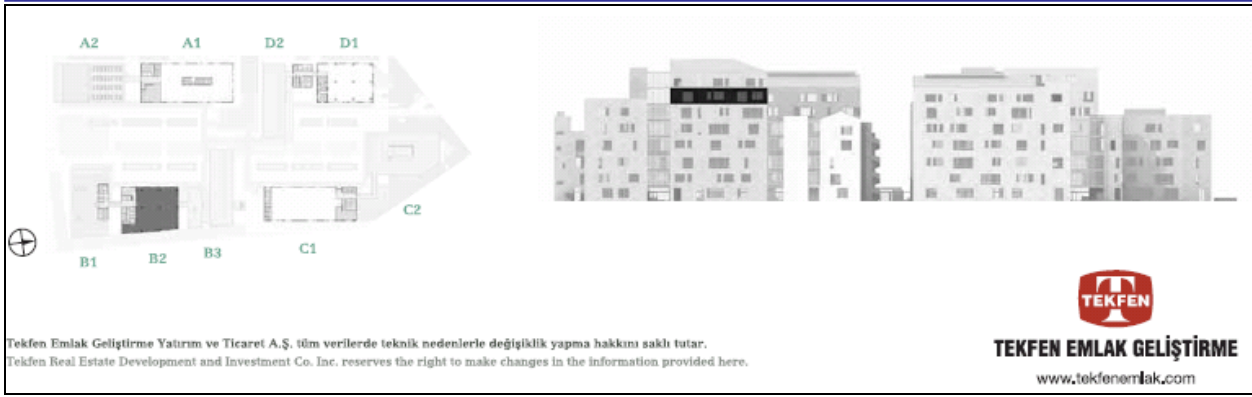 A2 A1 D2 D1
C2
B1 B2 B3 C1
Tekfen Emlak Geliştirme Yatırım ve Ticaret A.Ş. tüm verilerde teknik nedenlerle değişiklik yapma hakkını saklı tutar.
Tekfen Real Estate Development and Investment Co. Inc. reserves the right to make changes in the information provided here.
TEKFEN
TEKFEN EMLAK GELİŞTİRME
www.tekfenemlak.com